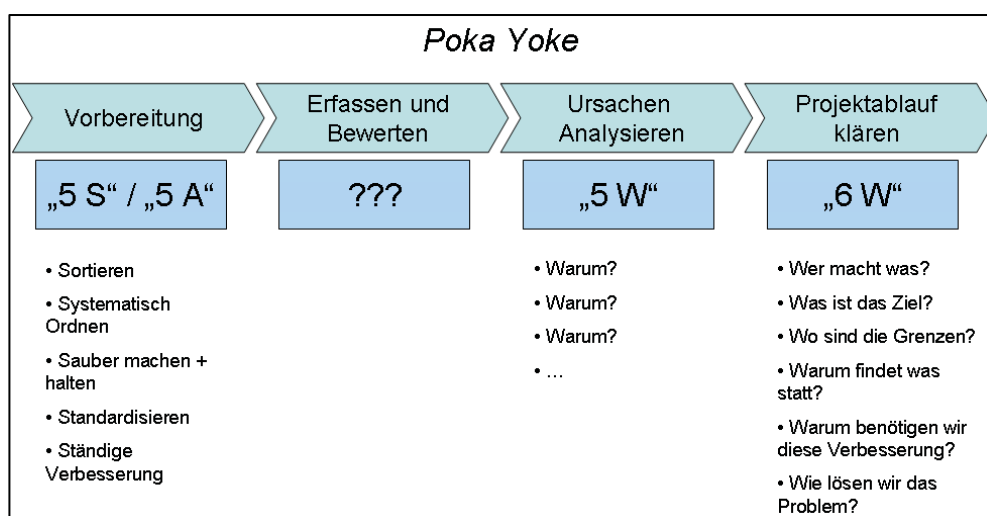 Poka Yoke
Vorbereitung
Erfassen und
Bewerten
Ursachen
Analysieren
Projektablauf
klären
„5 S“ / „5 A“
???
„5 W“
„6 W“
• Sortieren
• Systematisch
Ordnen
• Sauber machen +
halten
• Standardisieren
• Ständige
Verbesserung
• Warum?
• Warum?
• Warum?
• ...
• Wer macht was?
• Was ist das Ziel?
• Wo sind die Grenzen?
• Warum findet was
statt?
• Warum benötigen wir
diese Verbesserung?
• Wie lösen wir das
Problem?